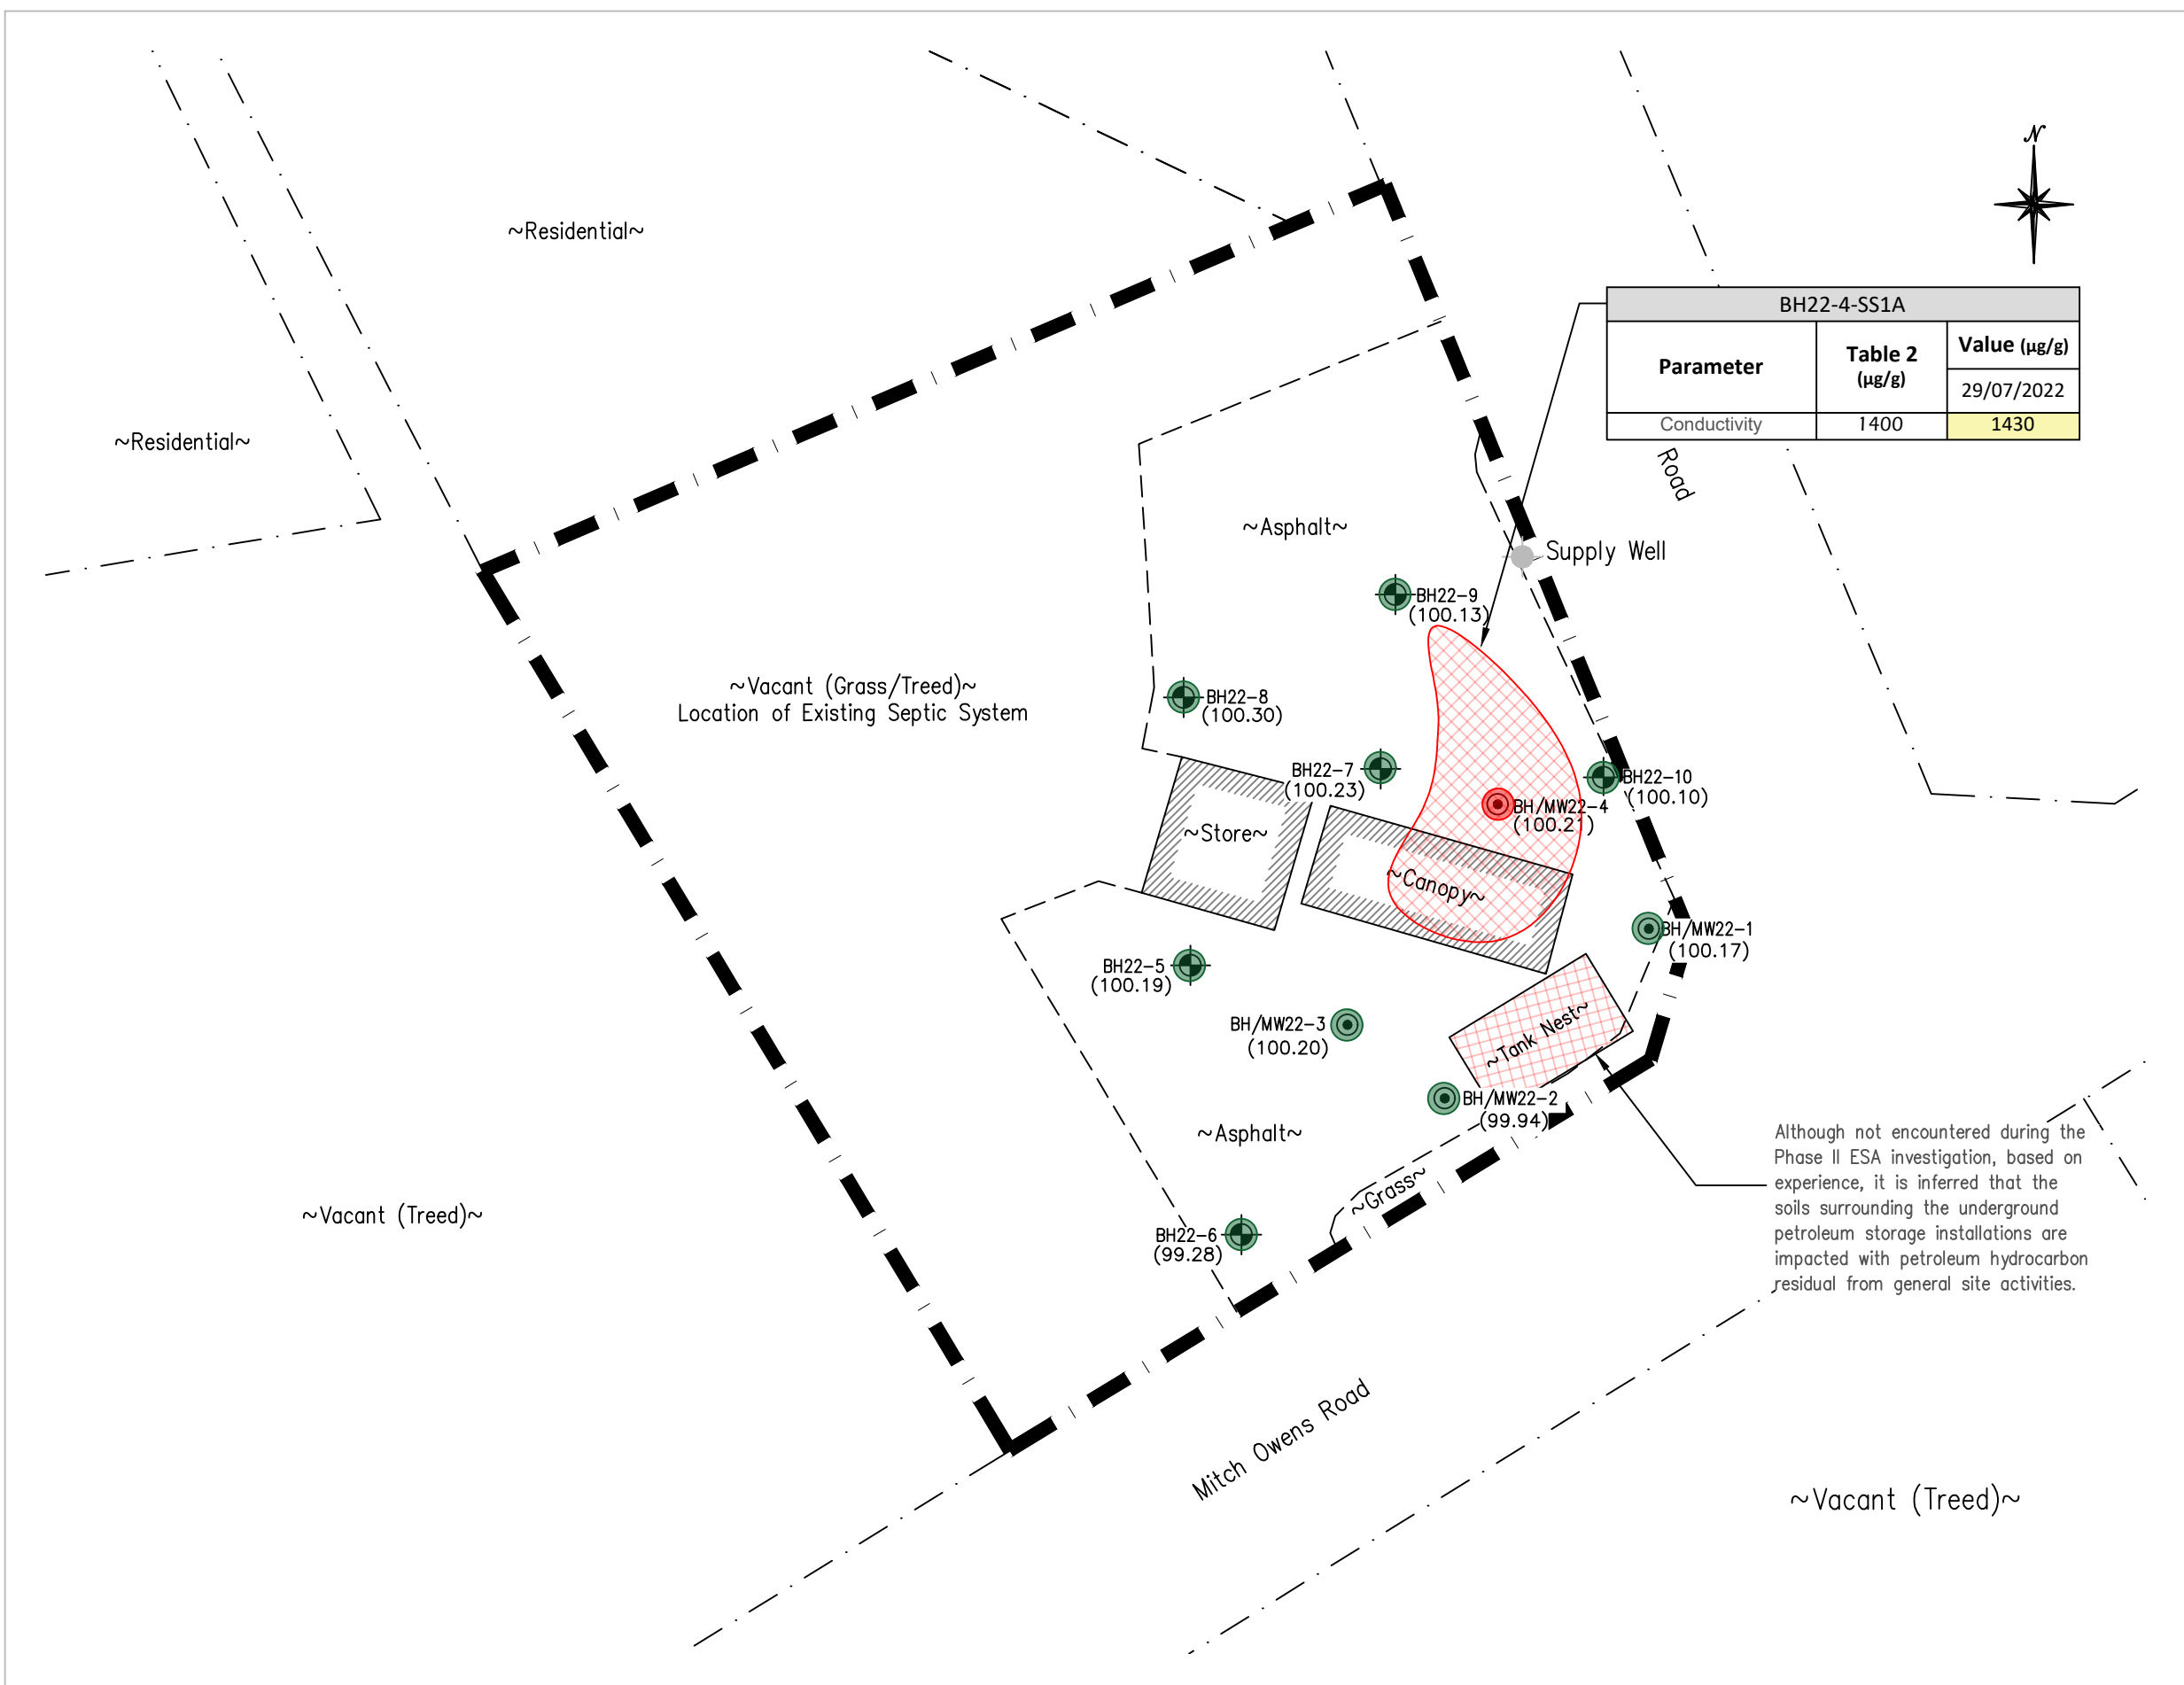 N
~Residential~
BH22-4-SS1A
Parameter
Table 2
(µg/g)
Value (µg/g)
29/07/2022
Conductivity
1400
1430
~Residential~
Road
~Asphalt~
Supply Well
BH22-9
(100.13)
~Vacant (Grass/Treed)~
Location of Existing Septic System
BH22-8
(100.30)
BH22-7
(100.23)
BH22-10
(100.10)
BH/MW22-4
(100.21)
~Store~
~Canopy~
BH/MW22-1
(100.17)
BH22-5
(100.19)
BH/MW22-3
(100.20)
~Tank Nest~
BH/MW22-2
(99.94)
~Asphalt~
Although not encountered during the
Phase II ESA investigation, based on
experience, it is inferred that the
soils surrounding the underground
petroleum storage installations are
impacted with petroleum hydrocarbon
residual from general site activities.
~Grass~
~Vacant (Treed)~
BH22-6
(99.28)
Mitch Owens Road
~Vacant (Treed)~